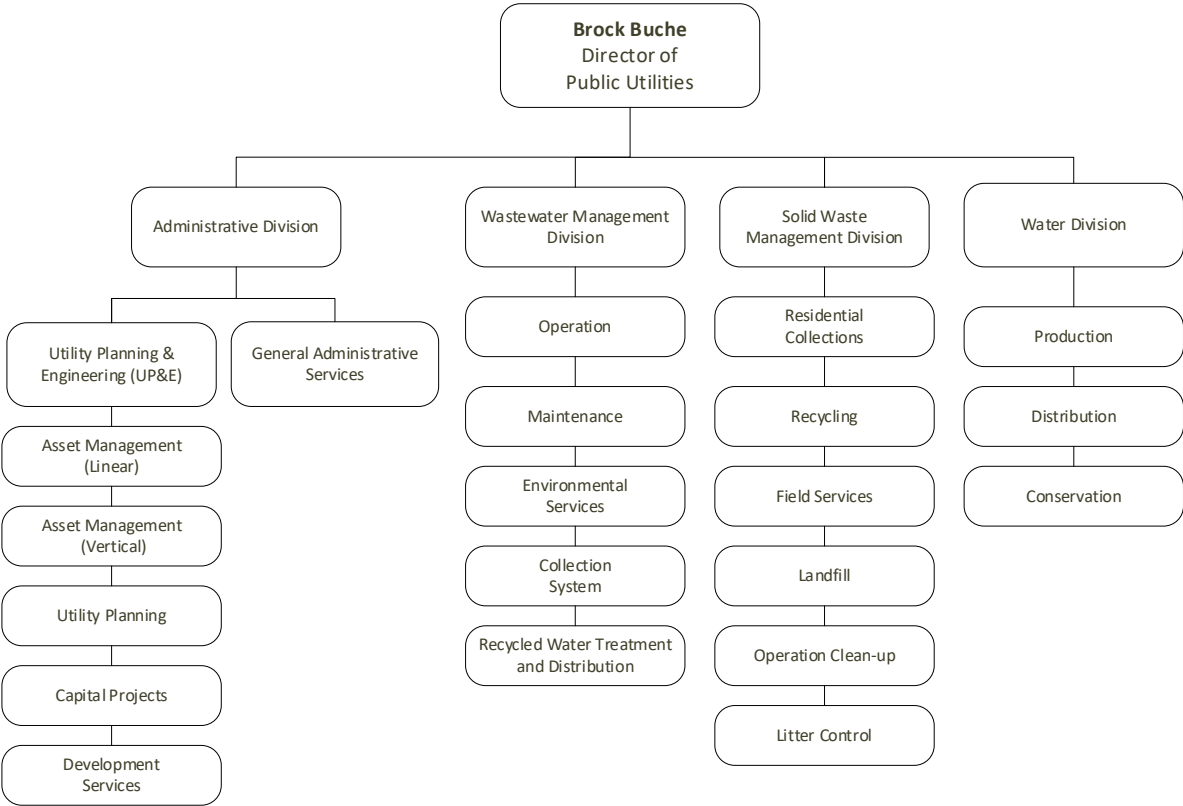 Brock Buche
Director of
Public Utilities
Administrative Division
Wastewater Management
Division
Solid Waste
Management Division
Water Division
Utility Planning &
Engineering (UP&E)
General Administrative
Services
Asset Management
(Linear)
Asset Management
(Vertical)
Utility Planning
Capital Projects
Development
Services
Operation
Maintenance
Environmental
Services
Collection
System
Recycled Water Treatment
and Distribution
Residential
Collections
Recycling
Field Services
Landfill
Operation Clean-up
Litter Control
Production
Distribution
Conservation